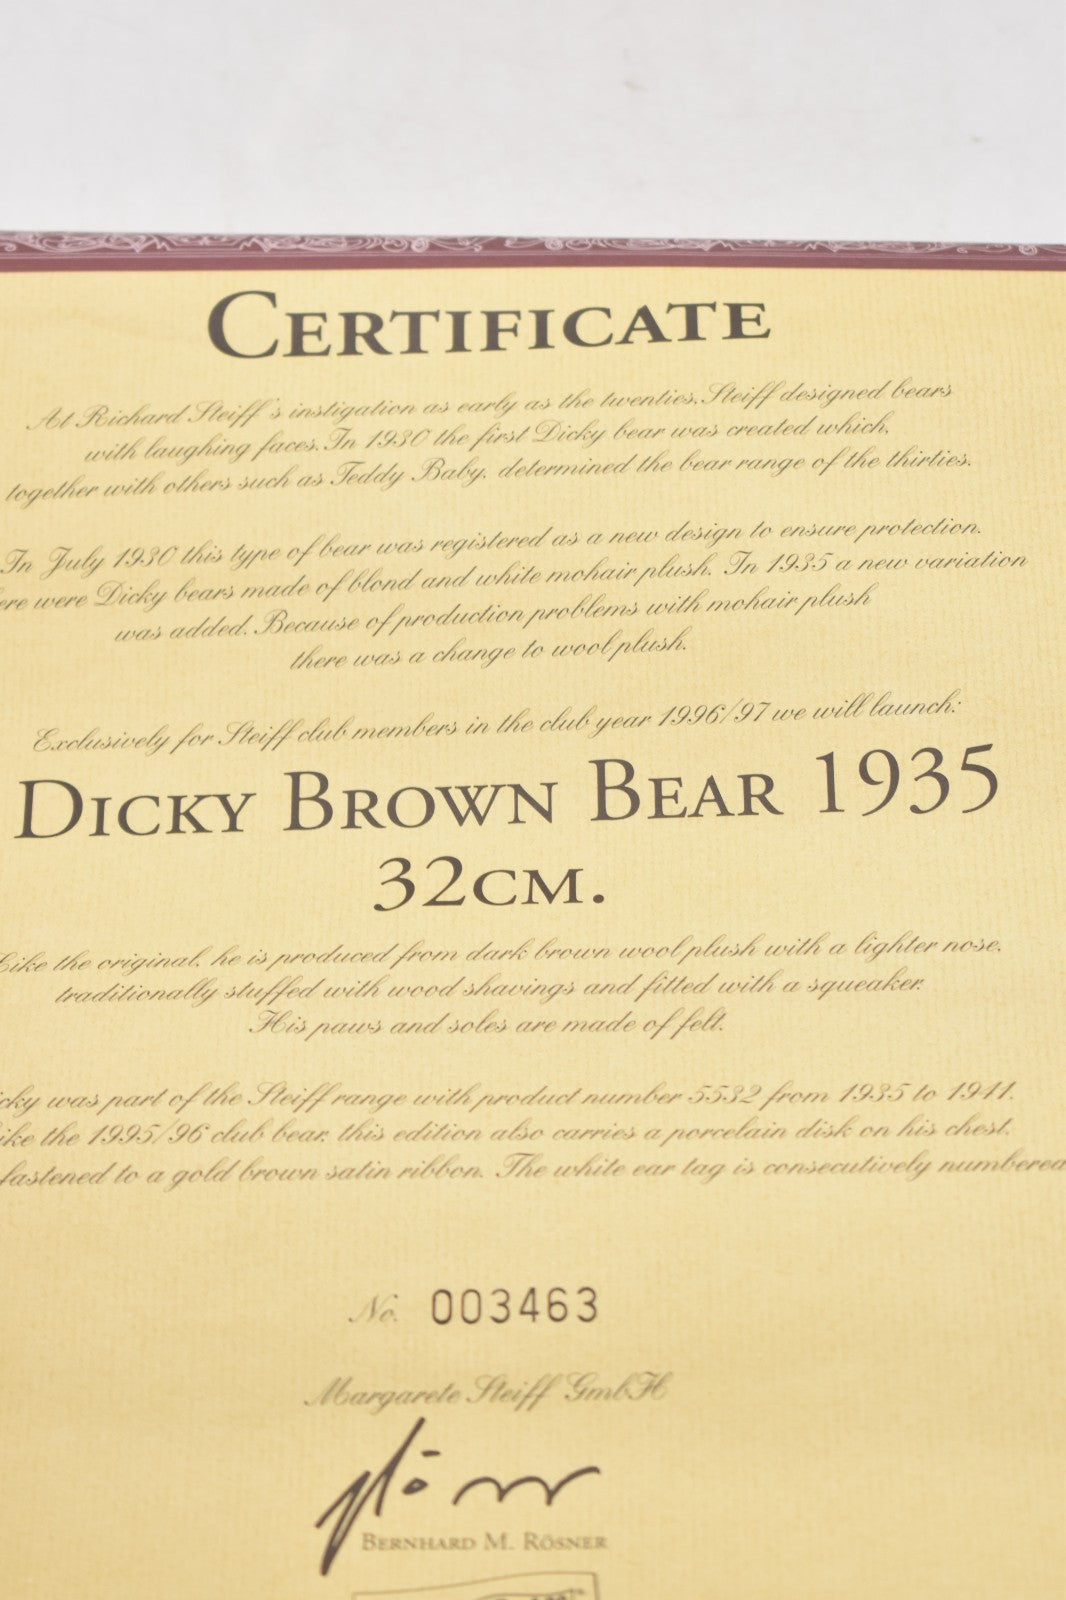 CERTIFICATE
At Richard Steiff's instigation as early as the twenties, Steiff designed bears
with laughing faces. In 1930 the first Dicky bear was created which,
together with others such as Teddy Baby, determined the bear range of the thirties.
In July 1930 this type of bear was registered as a new design to ensure protection.
ere were Dicky bears made of blond and white mohair plush. In 1935 a new variation
was added. Because of production problems with mohair plush
there was a change to wool plush.
Exclusively for Steiff club members in the club year 1996/97 we will launch:
DICKY BROWN BEAR 1935
32CM.
Like the original, he is produced from dark brown wool plush with a lighter nose,
traditionally stuffed with wood shavings and fitted with a squeaker.
His paws and soles are made of felt.
icky was part of the Steiff range with product number 5532 from 1935 to 1941.
ike the 1995/96 club bear, this edition also carries a porcelain disk on his chest,
fastened to a gold brown satin ribbon. The white ear tag is consecutively numbered
No. 003463
Margarete Steiff GmbH
BERNHARD M. RÖSNER